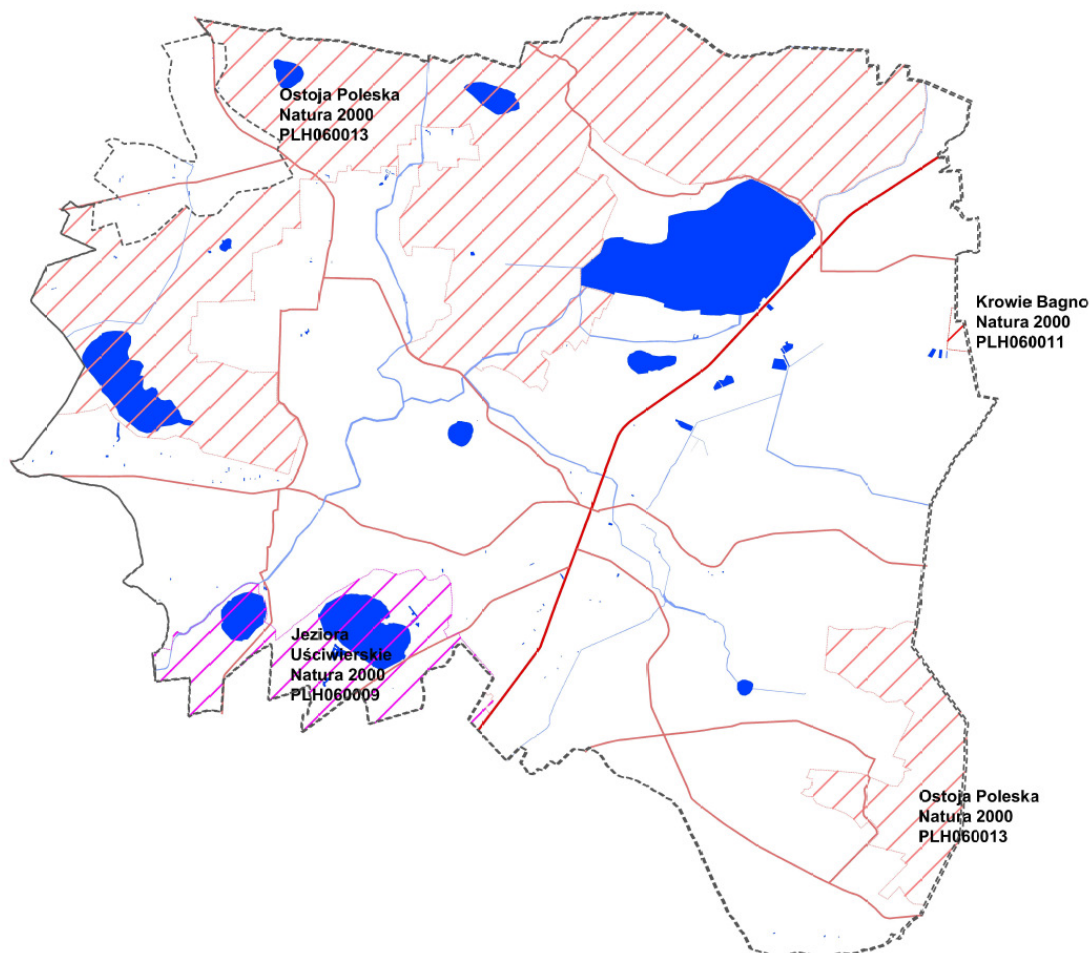 Ostoja Poleska
Natura 2000
PLH060013
Krowie Bagno
Natura 2000
PLH060011
Jeziora
Uściwierskie
Natura 2000
PLH060009
Ostoja Poleska
Natura 2000
PLH060013